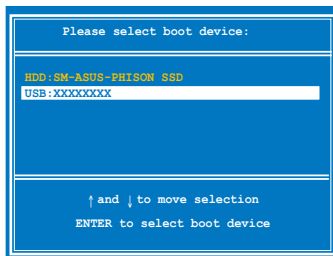 Please select boot device:
HDD:SM-ASUS-PHISON SSD
USB:XXXXXXXX
↑ and ↓ to move selection
ENTER to select boot device